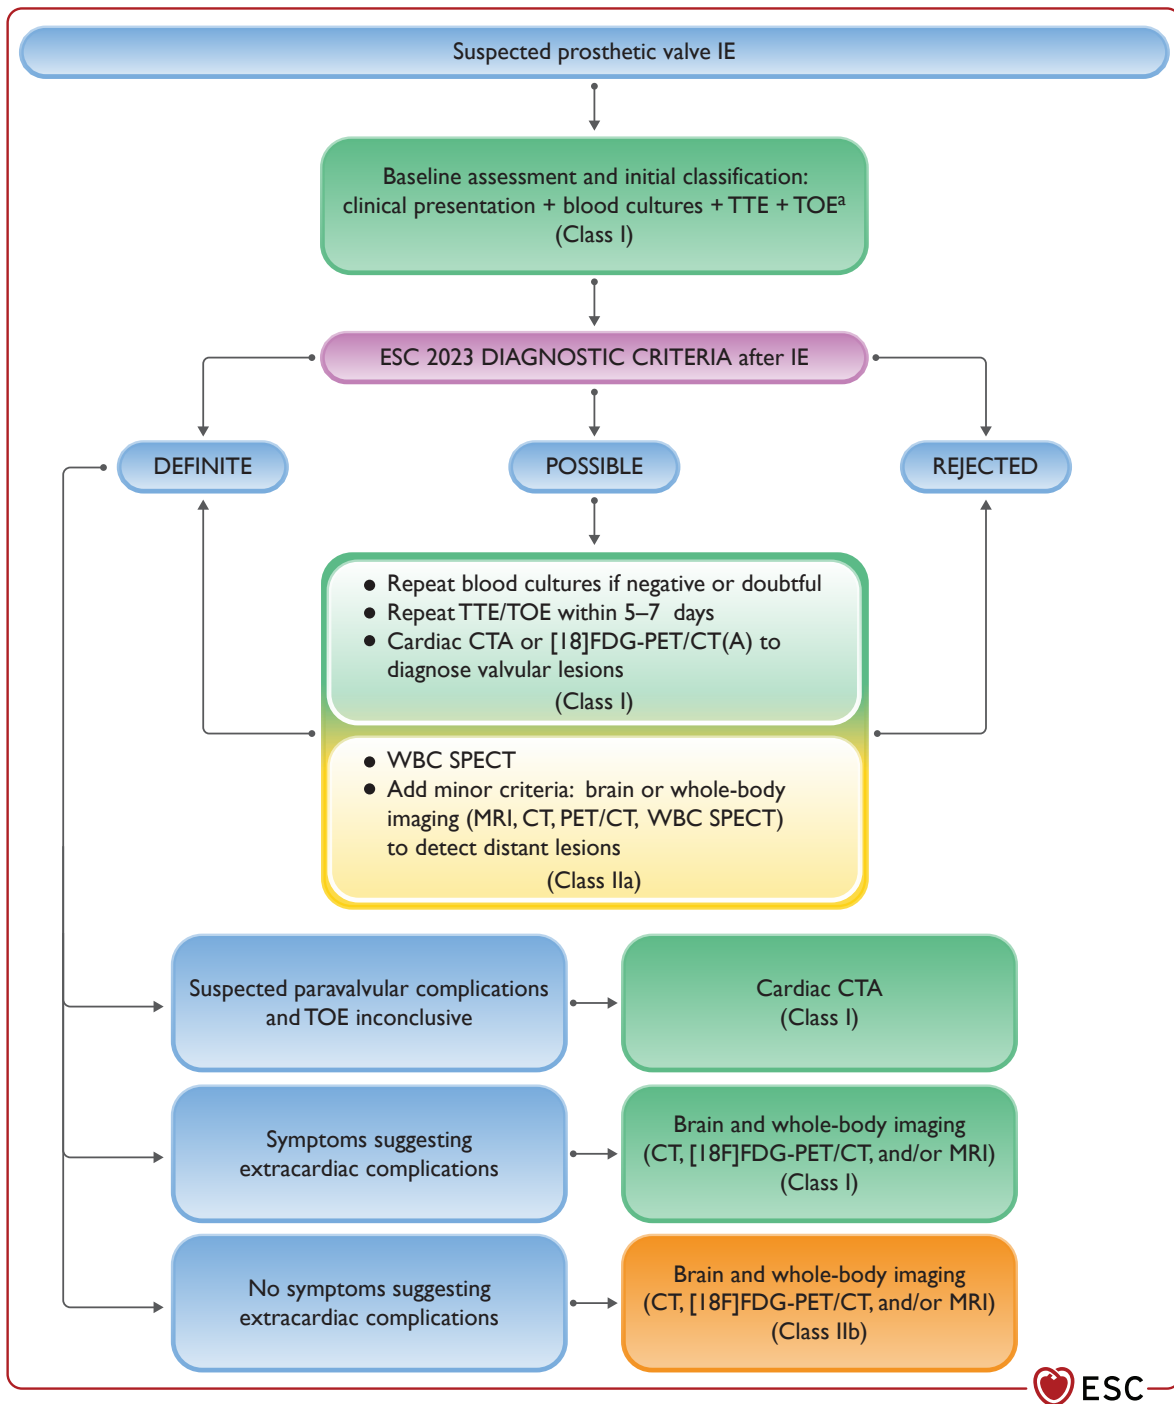 Suspected prosthetic valve IE
Baseline assessment and initial classification:
clinical presentation + blood cultures + TTE + TOEª
(Class I)
ESC 2023 DIAGNOSTIC CRITERIA after IE
DEFINITE
POSSIBLE
REJECTED
● Repeat blood cultures if negative or doubtful
● Repeat TTE/TOE within 5–7 days
● Cardiac CTA or [18]FDG-PET/CT(A) to
diagnose valvular lesions
(Class I)
● WBC SPECT
● Add minor criteria: brain or whole-body
imaging (MRI, CT, PET/CT, WBC SPECT)
to detect distant lesions
(Class IIa)
Suspected paravalvular complications
and TOE inconclusive
Cardiac CTA
(Class I)
Symptoms suggesting
extracardiac complications
Brain and whole-body imaging
(CT, [18F]FDG-PET/CT, and/or MRI)
(Class I)
No symptoms suggesting
extracardiac complications
Brain and whole-body imaging
(CT, [18F]FDG-PET/CT, and/or MRI)
(Class IIb)
ESC